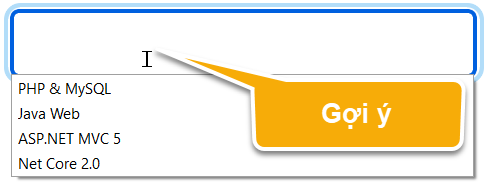 PHP & MySQL
Java Web
ASP.NET MVC 5
Net Core 2.0
Gợi ý